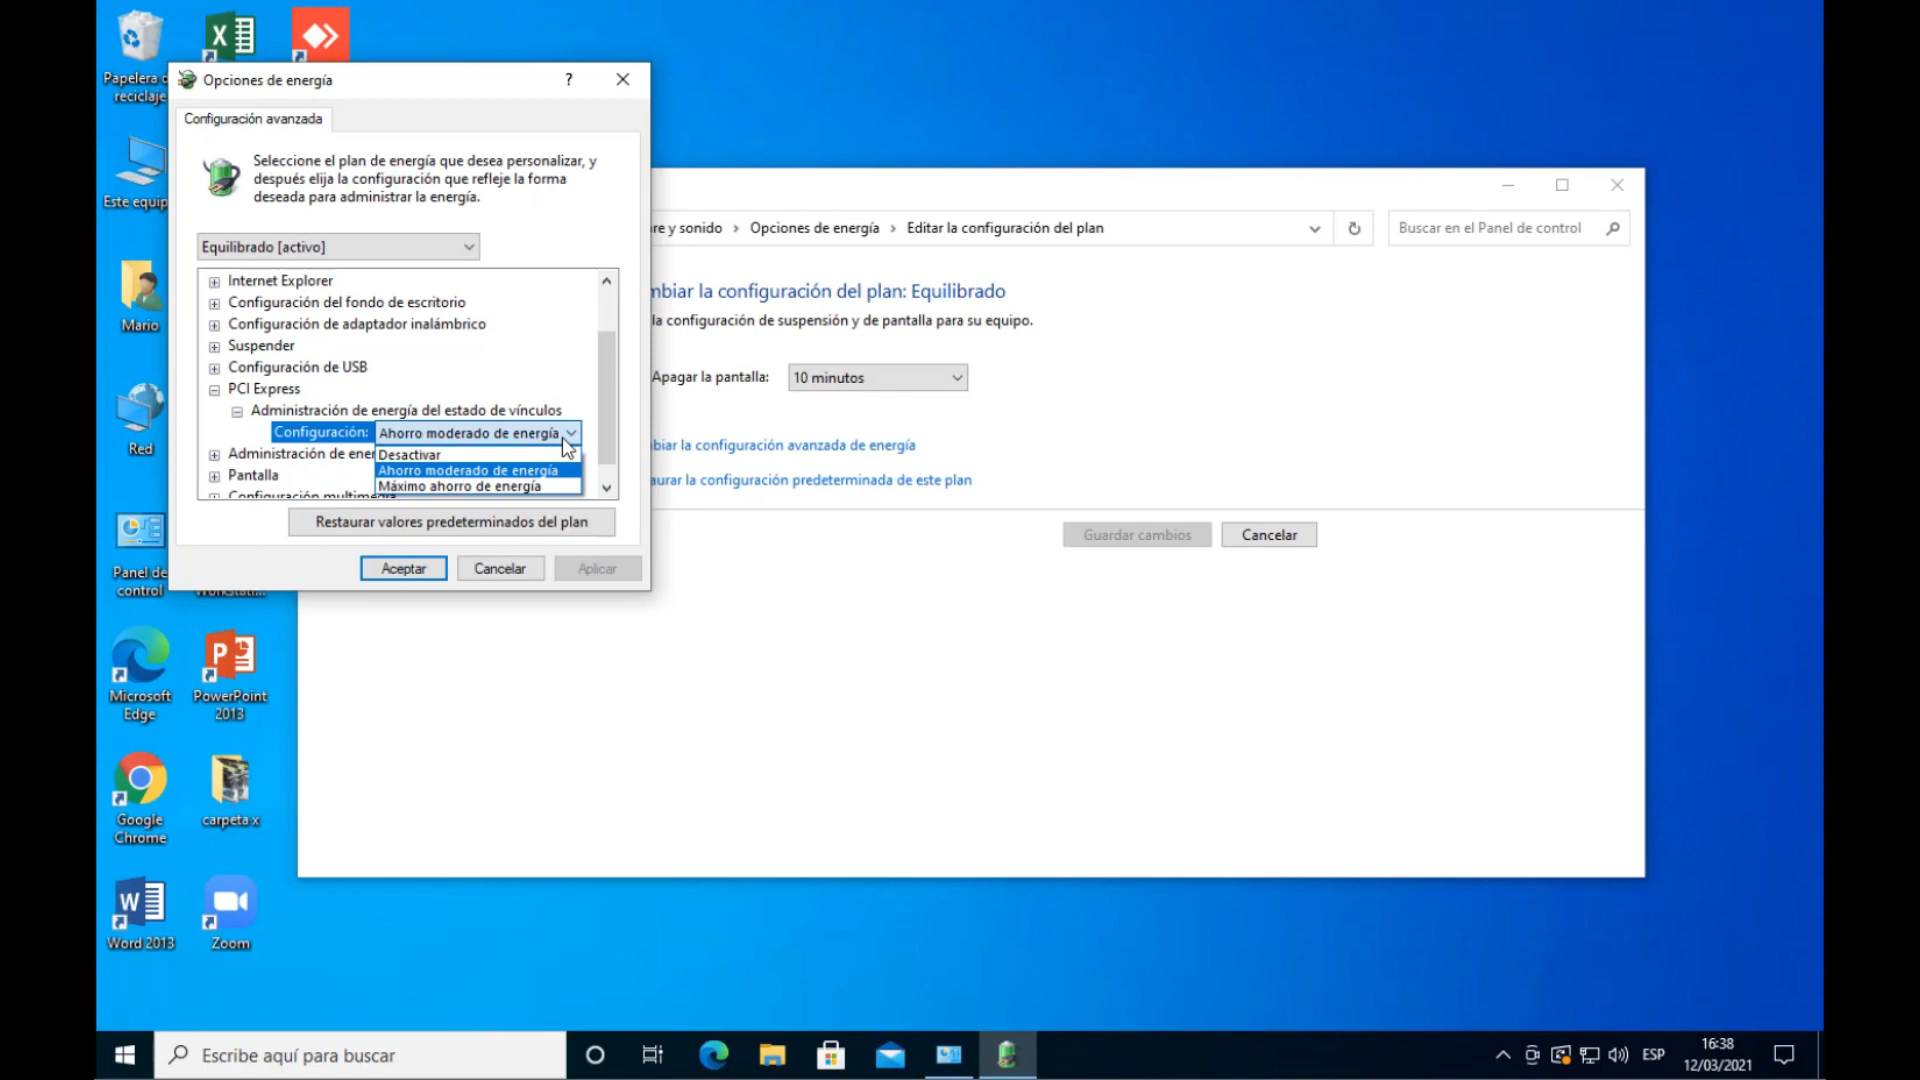 Papelera d
reciclaje
Este equip
Mario
Red
Panel de
control
Microsoft
Edge
PowerPoint
2013
Google
Chrome
carpeta x
Word 2013
Zoom
Opciones de energía
?
Configuración avanzada
Seleccione el plan de energía que desea personalizar, y
después elija la configuración que refleje la forma
deseada para administrar la energía.
Equilibrado [activo]
Internet Explorer
Configuración del fondo de escritorio
Configuración de adaptador inalámbrico
Suspender
Configuración de USB
PCI Express
Administración de energía del estado de vínculos
Configuración: Ahorro moderado de energía
Desactivar
Ahorro moderado de energía
Máximo ahorro de energía
Administración de ener
Pantalla
Configuración multimedia
Restaurar valores predeterminados del plan
Aceptar
Cancelar
Aplicar
re y sonido > Opciones de energía > Editar la configuración del plan
Buscar en el Panel de control
mbiar la configuración del plan: Equilibrado
la configuración de suspensión y de pantalla para su equipo.
Apagar la pantalla: 10 minutos
biar la configuración avanzada de energía
aurar la configuración predeterminada de este plan
Guardar cambios
Cancelar
Escribe aquí para buscar
ESP
16:38
12/03/2021